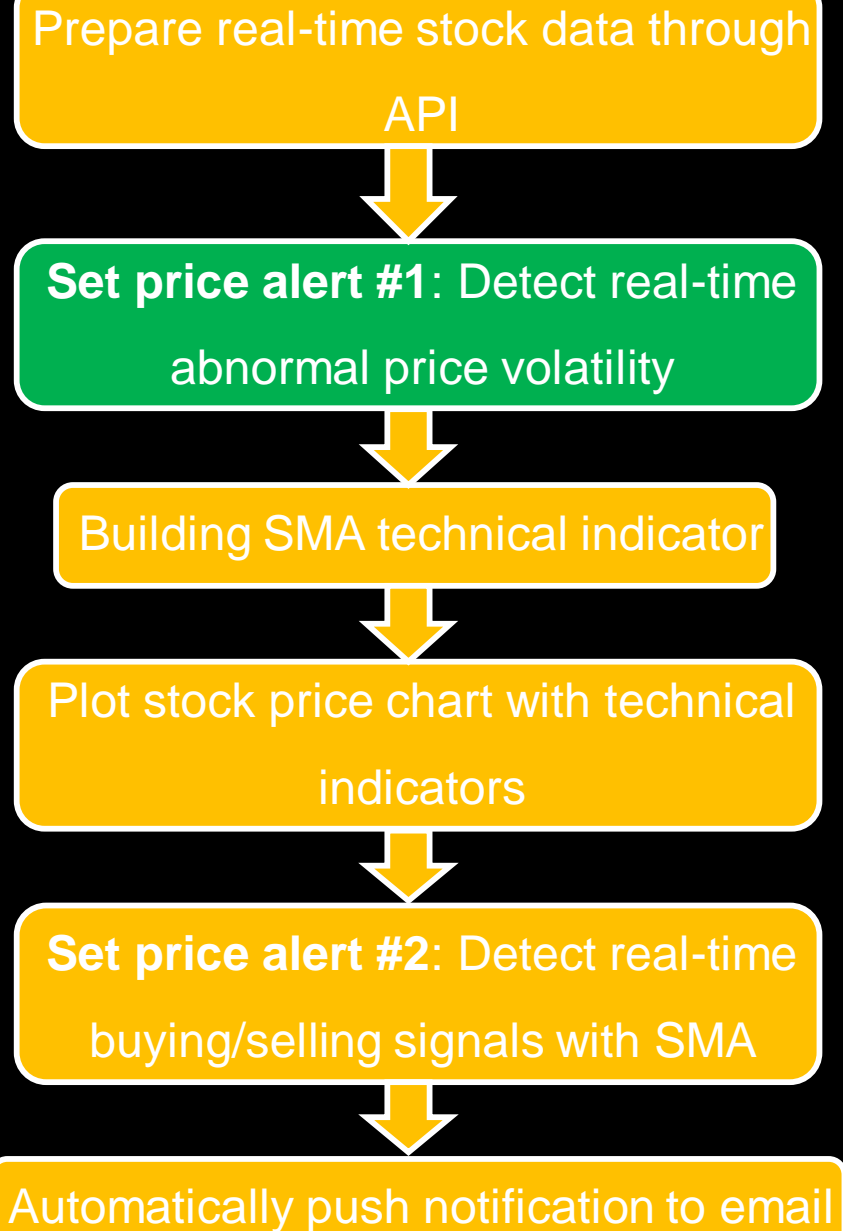 Prepare real-time stock data through
API
Set price alert #1: Detect real-time
abnormal price volatility
Building SMA technical indicator
Plot stock price chart with technical
indicators
Set price alert #2: Detect real-time
buying/selling signals with SMA
Automatically push notification to email